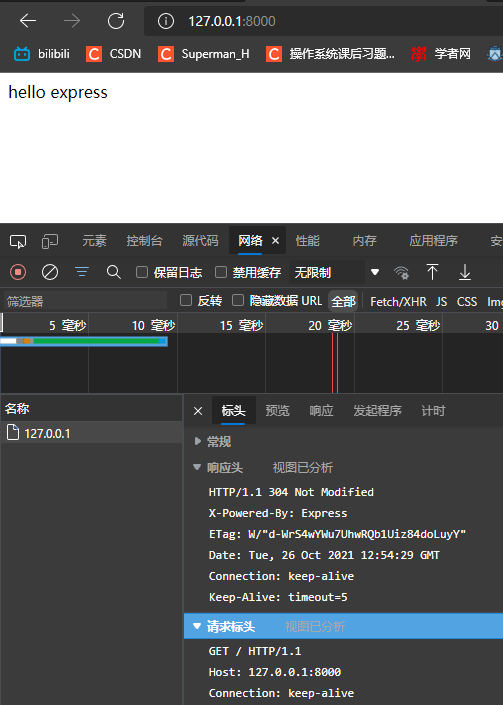 127.0.0.1:8000
bilibili CSDN Superman_H 操作系统课后习题... 学者网
hello express
元素 控制台 源代码 网络 性能 内存 应用程序 安
保留日志 禁用缓存 无限制
筛选器 反转 隐藏数据 URL 全部 Fetch/XHR JS CSS Img
5 毫秒 10 毫秒 15 毫秒 20 毫秒 25 毫秒 30
名称 标头 预览 响应 发起程序 计时
127.0.0.1
常规
响应头 视图已分析
HTTP/1.1 304 Not Modified
X-Powered-By: Express
ETag: W/"d-WrS4wYWu7UhwRQb1Uiz84doLuyY"
Date: Tue, 26 Oct 2021 12:54:29 GMT
Connection: keep-alive
Keep-Alive: timeout=5
请求标头 视图已分析
GET / HTTP/1.1
Host: 127.0.0.1:8000
Connection: keep-alive